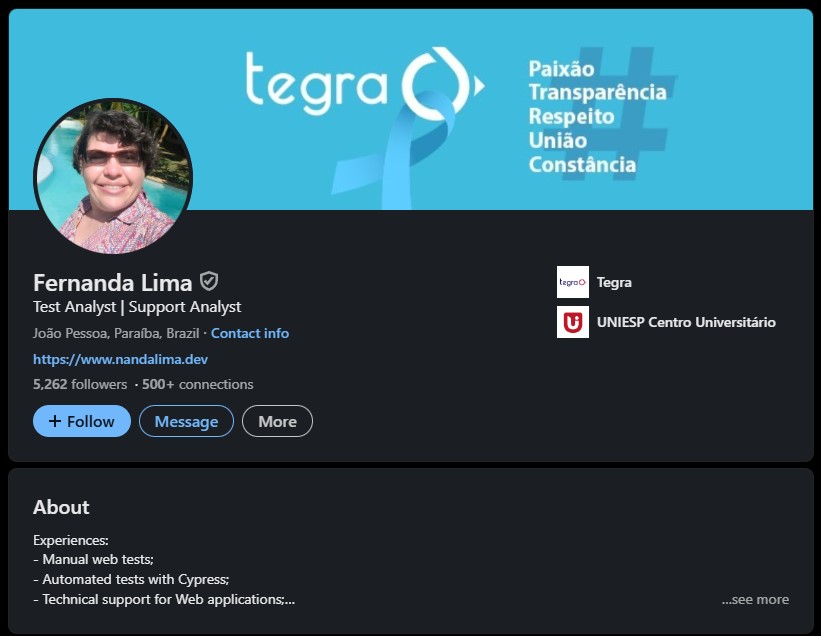 tegra
Paixão
Transparência
Respeito
União
Constância
#
Fernanda Lima
Test Analyst | Support Analyst
João Pessoa, Paraíba, Brazil · Contact info
https://www.nandalima.dev
5,262 followers · 500+ connections
+ Follow
Message
More
tegra
Tegra
UNIESP Centro Universitário
About
Experiences:
- Manual web tests;
- Automated tests with Cypress;
- Technical support for Web applications;...
...see more